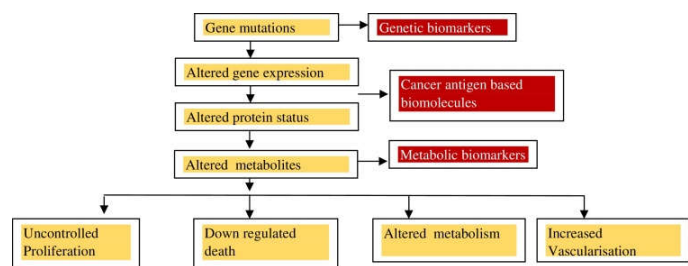 Gene mutations
Genetic biomarkers
Altered gene expression
Cancer antigen based
biomolecules
Altered protein status
Metabolic biomarkers
Altered metabolites
Uncontrolled
Proliferation
Down regulated
death
Altered metabolism
Increased
Vascularisation